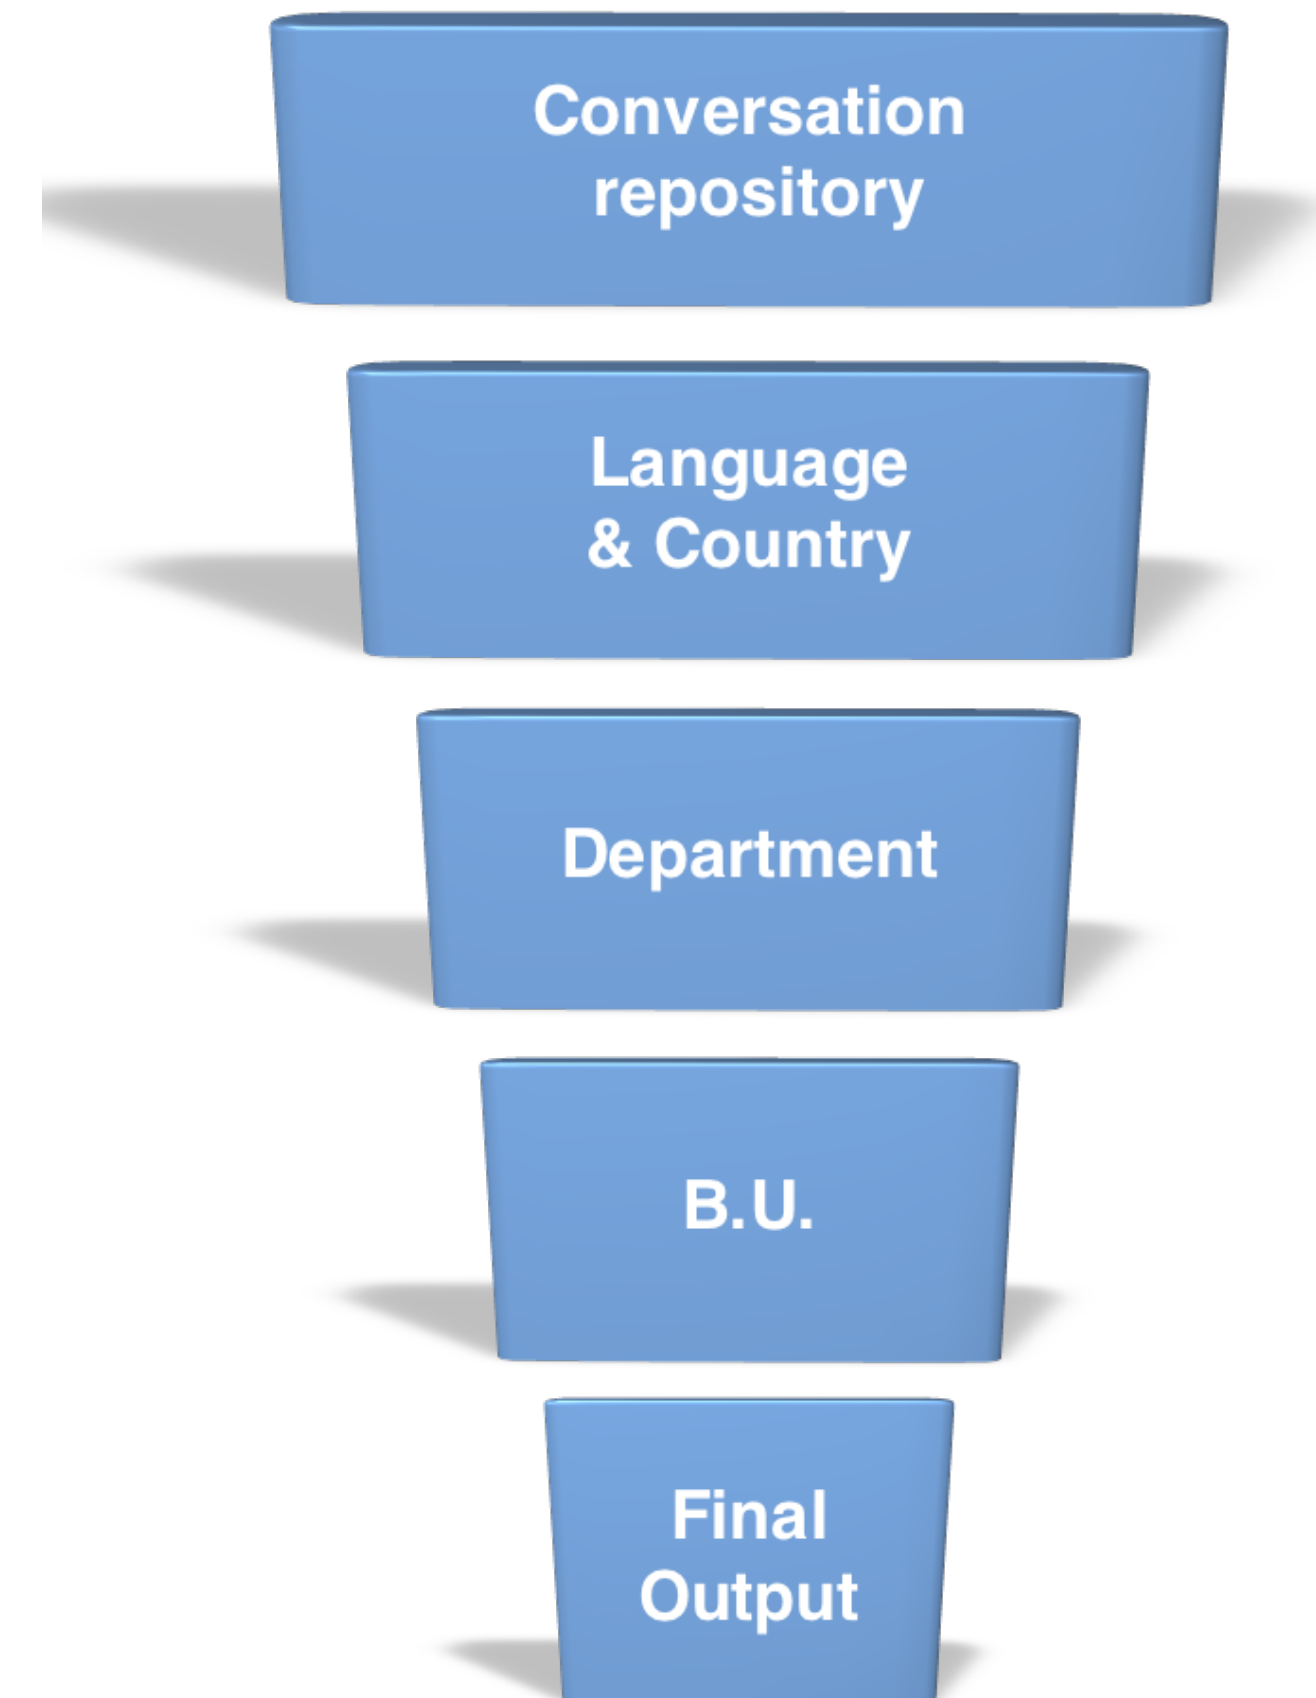 Conversation
repository
Language
& Country
Department
B.U.
Final
Output